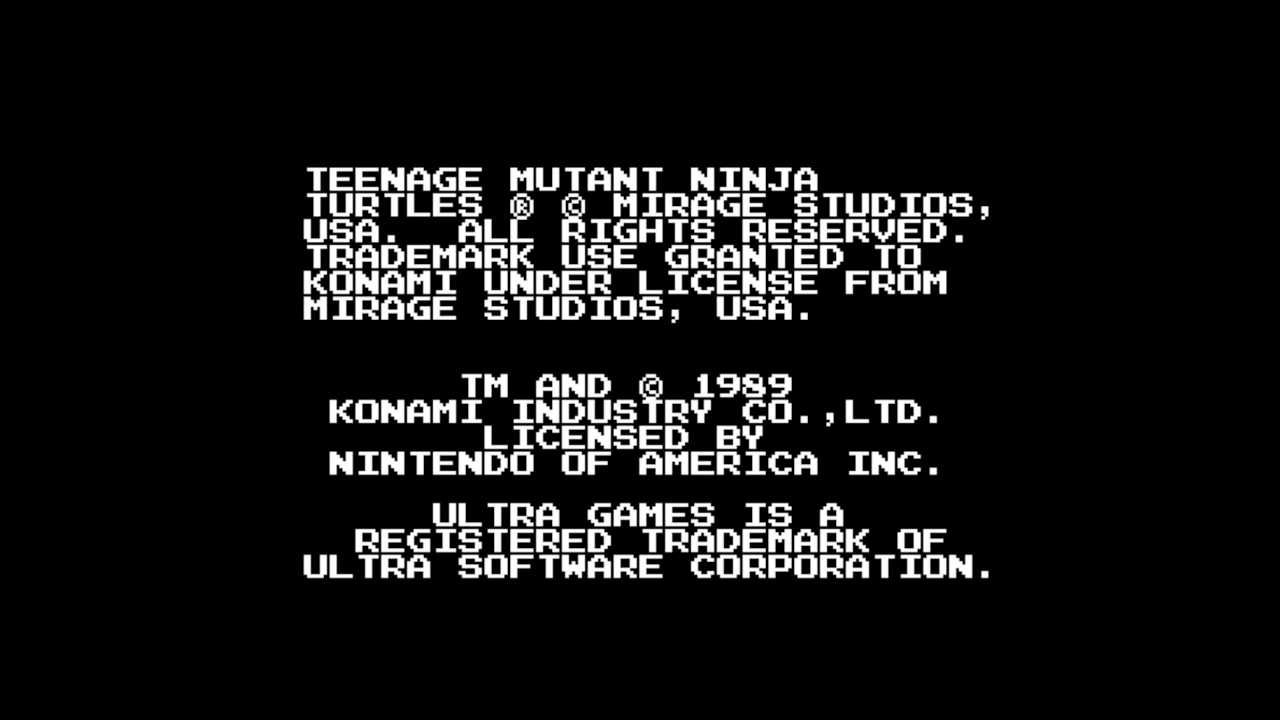 TEENAGE MUTANT NINJA
TURTLES ® © MIRAGE STUDIOS,
USA.  ALL RIGHTS RESERVED.
TRADEMARK USE GRANTED TO
KONAMI UNDER LICENSE FROM
MIRAGE STUDIOS, USA.
TM AND © 1989
KONAMI INDUSTRY CO.,LTD.
LICENSED BY
NINTENDO OF AMERICA INC.
ULTRA GAMES IS A
REGISTERED TRADEMARK OF
ULTRA SOFTWARE CORPORATION.